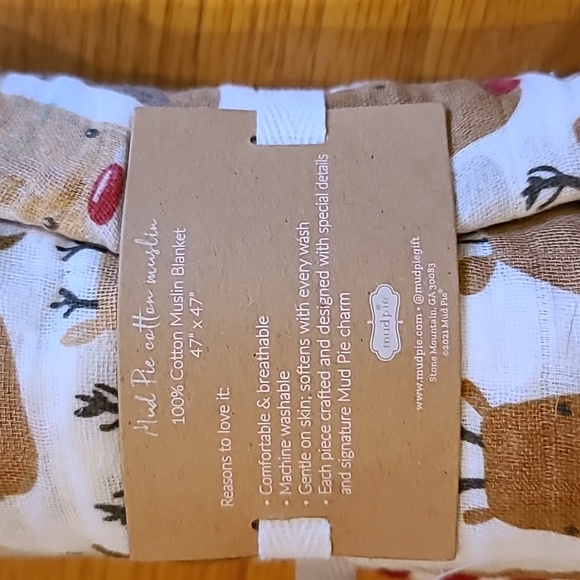 Mud Pie cotton muslin
100% Cotton Muslin Blanket
47" x 47"
Reasons to love it:
• Comfortable & breathable
• Machine washable
• Gentle on skin; softens with every wash
• Each piece crafted and designed with special details
and signature Mud Pie charm
mud pie
www.mudpie.com • @mudpiegift
Stone Mountain, GA 30083
©2021 Mud Pie®